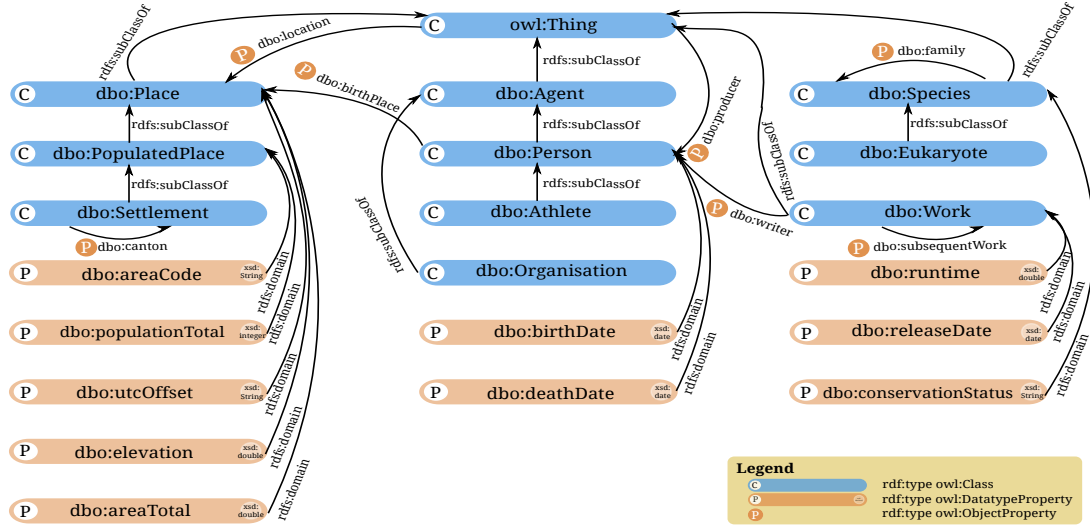 C owl:Thing
rdfs:subClassOf
P dbo:location
P dbo:family
rdfs:subClassOf
C dbo:Place
P dbo:birthPlace
C dbo:Agent
P dbo:producer
C dbo:Species
rdfs:subClassOf
rdfs:subClassOf
rdfs:subClassOf
rdfs:subClassOf
C dbo:PopulatedPlace
C dbo:Person
C dbo:Eukaryote
rdfs:subClassOf
rdfs:subClassOf
rdfs:subClassOf
C dbo:Settlement
C dbo:Athlete
P dbo:writer
C dbo:Work
P dbo:canton
rdfs:subClassOf
P dbo:subsequentWork
P dbo:areaCode xsd: String
rdfs:domain
C dbo:Organisation
P dbo:runtime xsd: double
rdfs:domain
P dbo:populationTotal xsd: integer
rdfs:domain
P dbo:birthDate xsd: date
rdfs:domain
P dbo:releaseDate xsd: date
rdfs:domain
P dbo:utcOffset xsd: String
rdfs:domain
P dbo:deathDate xsd: date
rdfs:domain
P dbo:conservationStatus xsd: String
rdfs:domain
P dbo:elevation xsd: double
rdfs:domain
P dbo:areaTotal xsd: double
rdfs:domain
Legend
C rdf:type owl:Class
P rdf:type owl:DatatypeProperty
P rdf:type owl:ObjectProperty